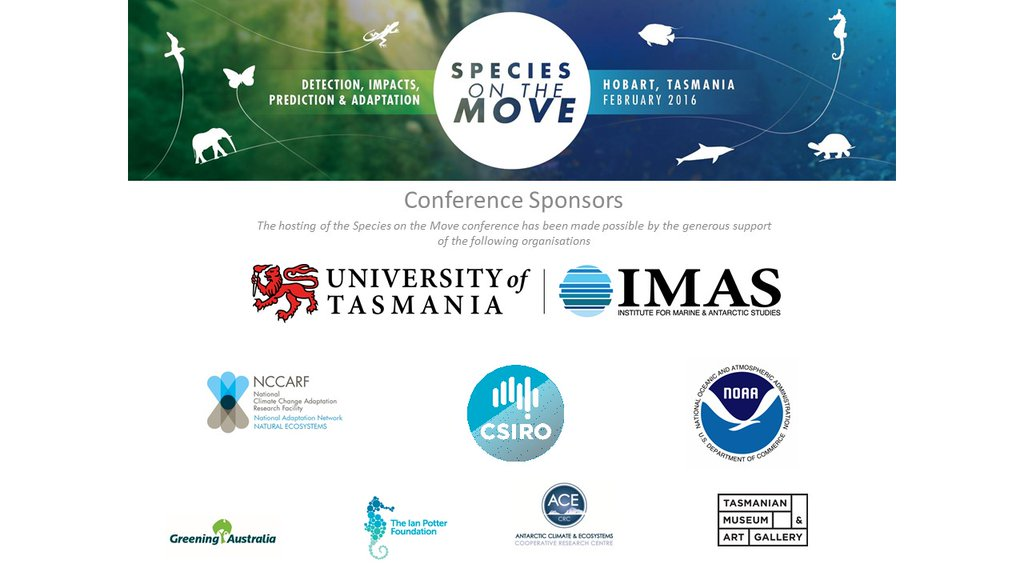 DETECTION, IMPACTS,
PREDICTION & ADAPTATION
SPECIES
ON THE
MOVE
HOBART, TASMANIA
FEBRUARY 2016
Conference Sponsors
The hosting of the Species on the Move conference has been made possible by the generous support
of the following organisations
UNIVERSITY of
TASMANIA
IMAS
INSTITUTE FOR MARINE & ANTARCTIC STUDIES
NCCARF
National
Climate Change Adaptation
Research Facility
National Adaptation Network
NATURAL ECOSYSTEMS
CSIRO
NATIONAL OCEANIC AND ATMOSPHERIC ADMINISTRATION
NOAA
U.S. DEPARTMENT OF COMMERCE
Greening Australia
The Ian Potter
Foundation
ACE
CRC
ANTARCTIC CLIMATE & ECOSYSTEMS
COOPERATIVE RESEARCH CENTRE
TASMANIAN
MUSEUM &
ART GALLERY